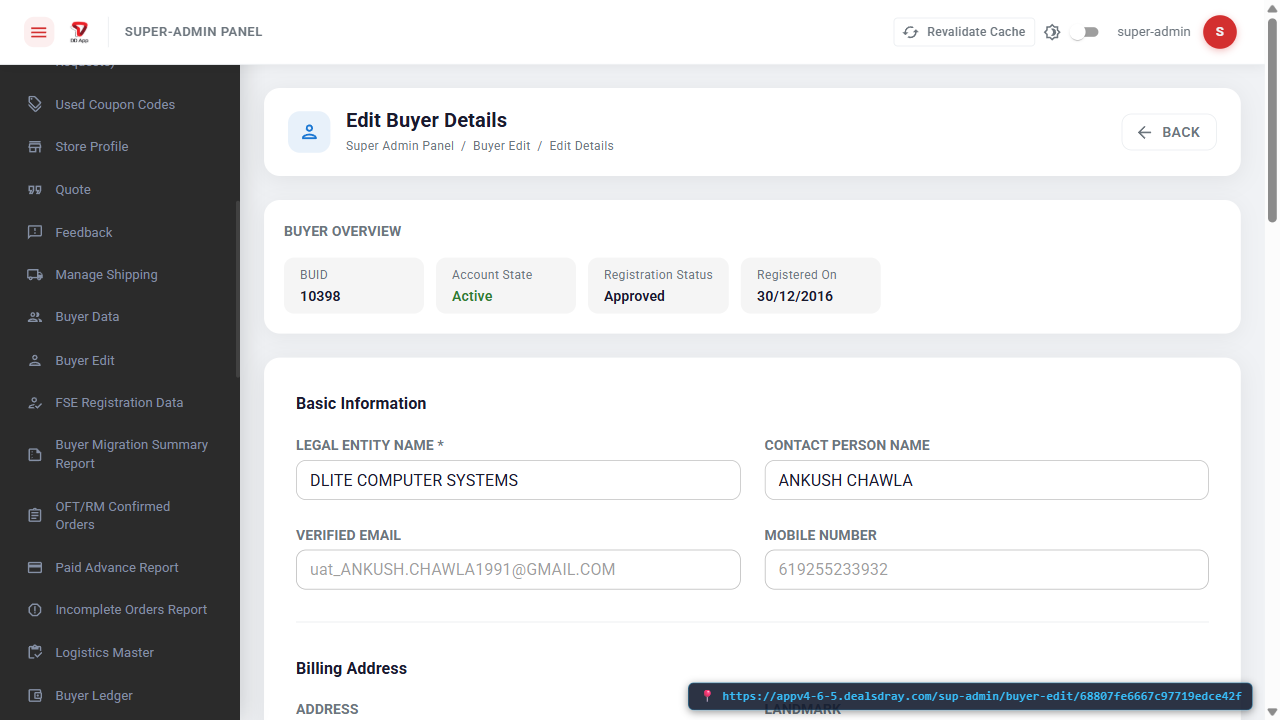 DD App
SUPER-ADMIN PANEL
Revalidate Cache
super-admin
S
Used Coupon Codes
Store Profile
Quote
Feedback
Manage Shipping
Buyer Data
Buyer Edit
FSE Registration Data
Buyer Migration Summary
Report
OFT/RM Confirmed
Orders
Paid Advance Report
Incomplete Orders Report
Logistics Master
Buyer Ledger
Edit Buyer Details
Super Admin Panel / Buyer Edit / Edit Details
BACK
BUYER OVERVIEW
BUID
10398
Account State
Active
Registration Status
Approved
Registered On
30/12/2016
Basic Information
LEGAL ENTITY NAME *
DLITE COMPUTER SYSTEMS
CONTACT PERSON NAME
ANKUSH CHAWLA
VERIFIED EMAIL
uat_ANKUSH.CHAWLA1991@GMAIL.COM
MOBILE NUMBER
619255233932
Billing Address
ADDRESS
LANDMARK
https://appv4-6-5.dealsdray.com/sup-admin/buyer-edit/68807fe6667c97719edce42f